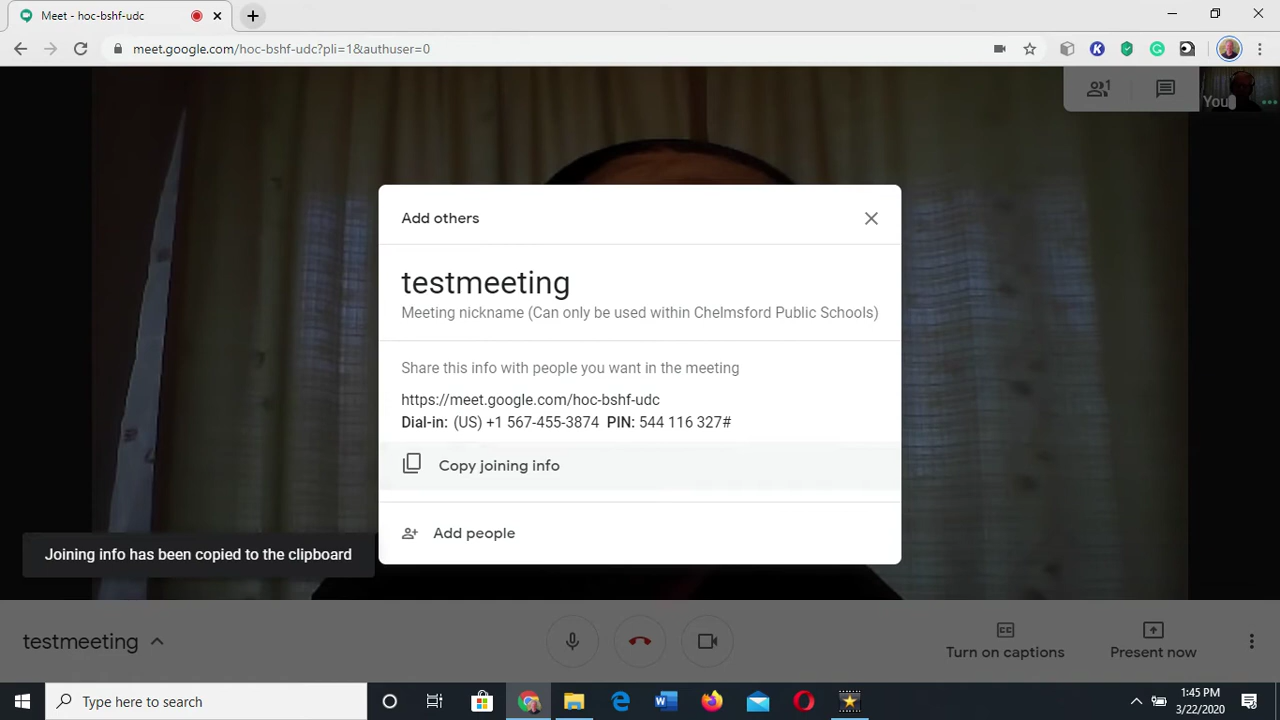 Meet - hoc-bshf-udc
meet.google.com/hoc-bshf-udc?pli=1&authuser=0
1
You
Add others
testmeeting
Meeting nickname (Can only be used within Chelmsford Public Schools)
Share this info with people you want in the meeting
https://meet.google.com/hoc-bshf-udc
Dial-in: (US) +1 567-455-3874 PIN: 544 116 327#
Copy joining info
Add people
Joining info has been copied to the clipboard
testmeeting
CC
Turn on captions
Present now
Type here to search
1:45 PM
3/22/2020